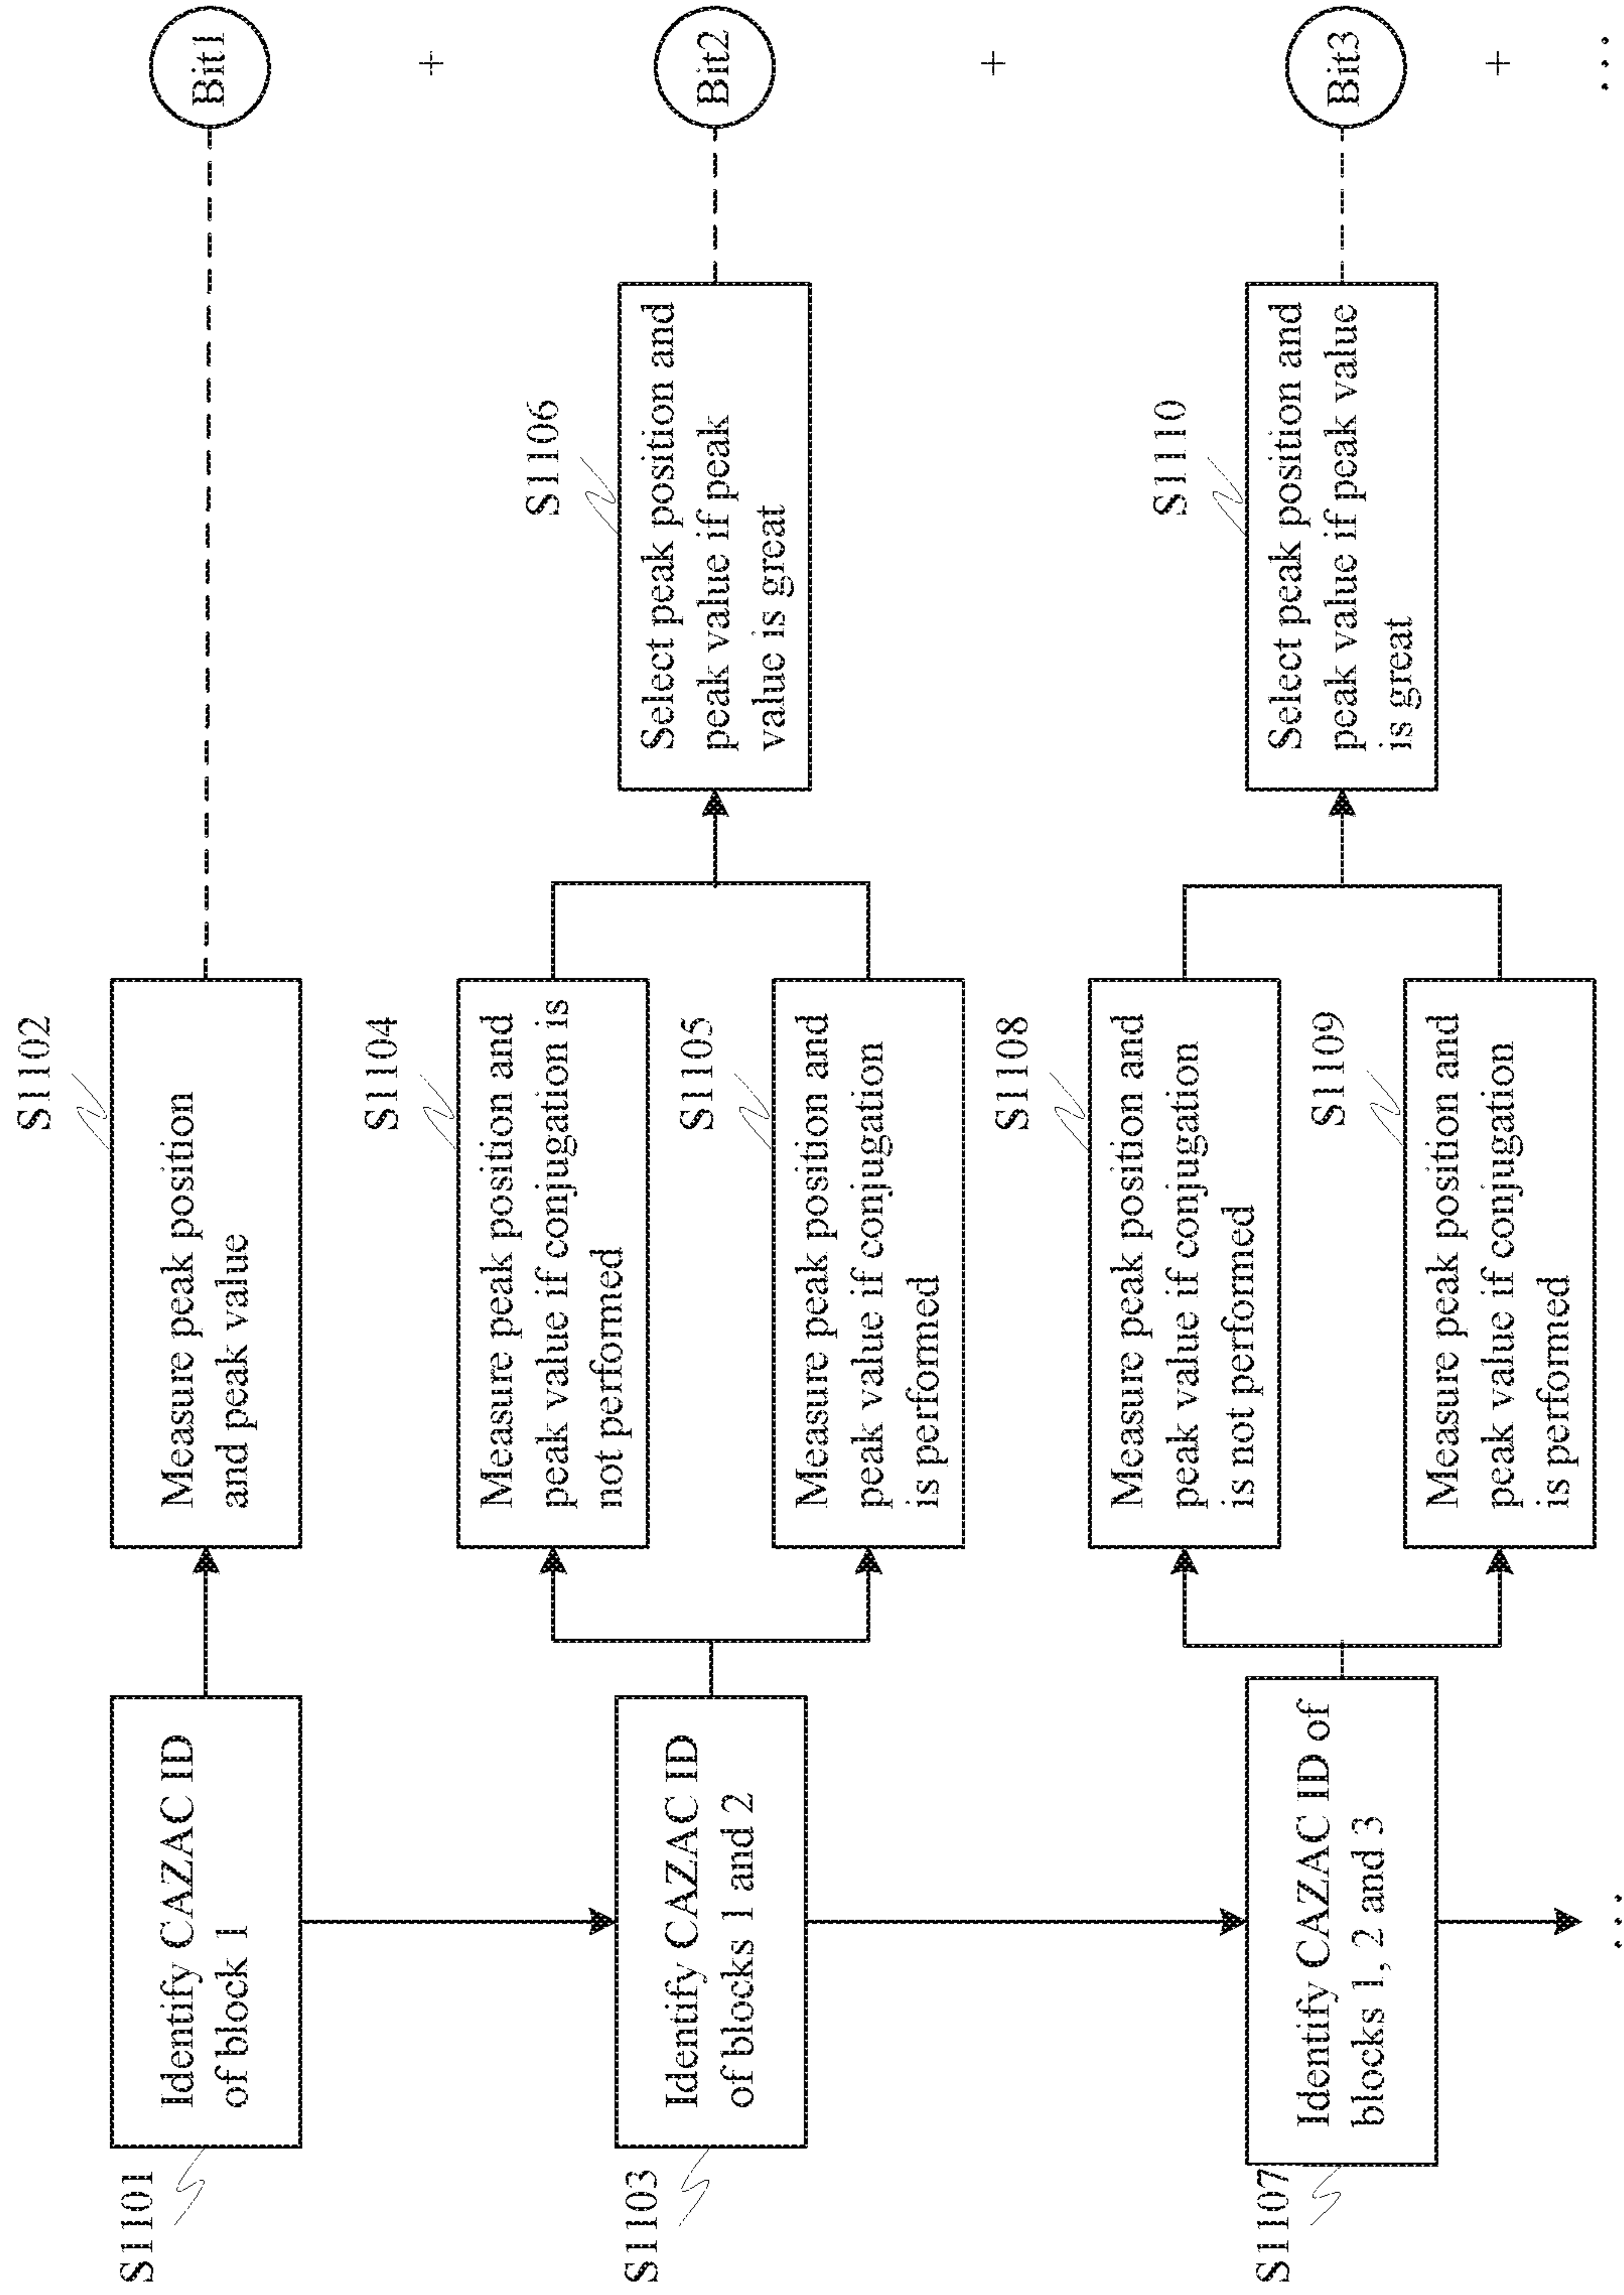 S1101
Identify CAZAC ID
of block 1
S1102
Measure peak position
and peak value
Bit1
+
S1103
Identify CAZAC ID
of blocks 1 and 2
S1104
Measure peak position and
peak value if conjugation is
not performed
S1105
Measure peak position and
peak value if conjugation
is performed
S1106
Select peak position and
peak value if peak
value is great
Bit2
+
S1107
Identify CAZAC ID of
blocks 1, 2 and 3
S1108
Measure peak position and
peak value if conjugation
is not performed
S1109
Measure peak position and
peak value if conjugation
is performed
S1110
Select peak position and
peak value if peak value
is great
Bit3
+
...
...